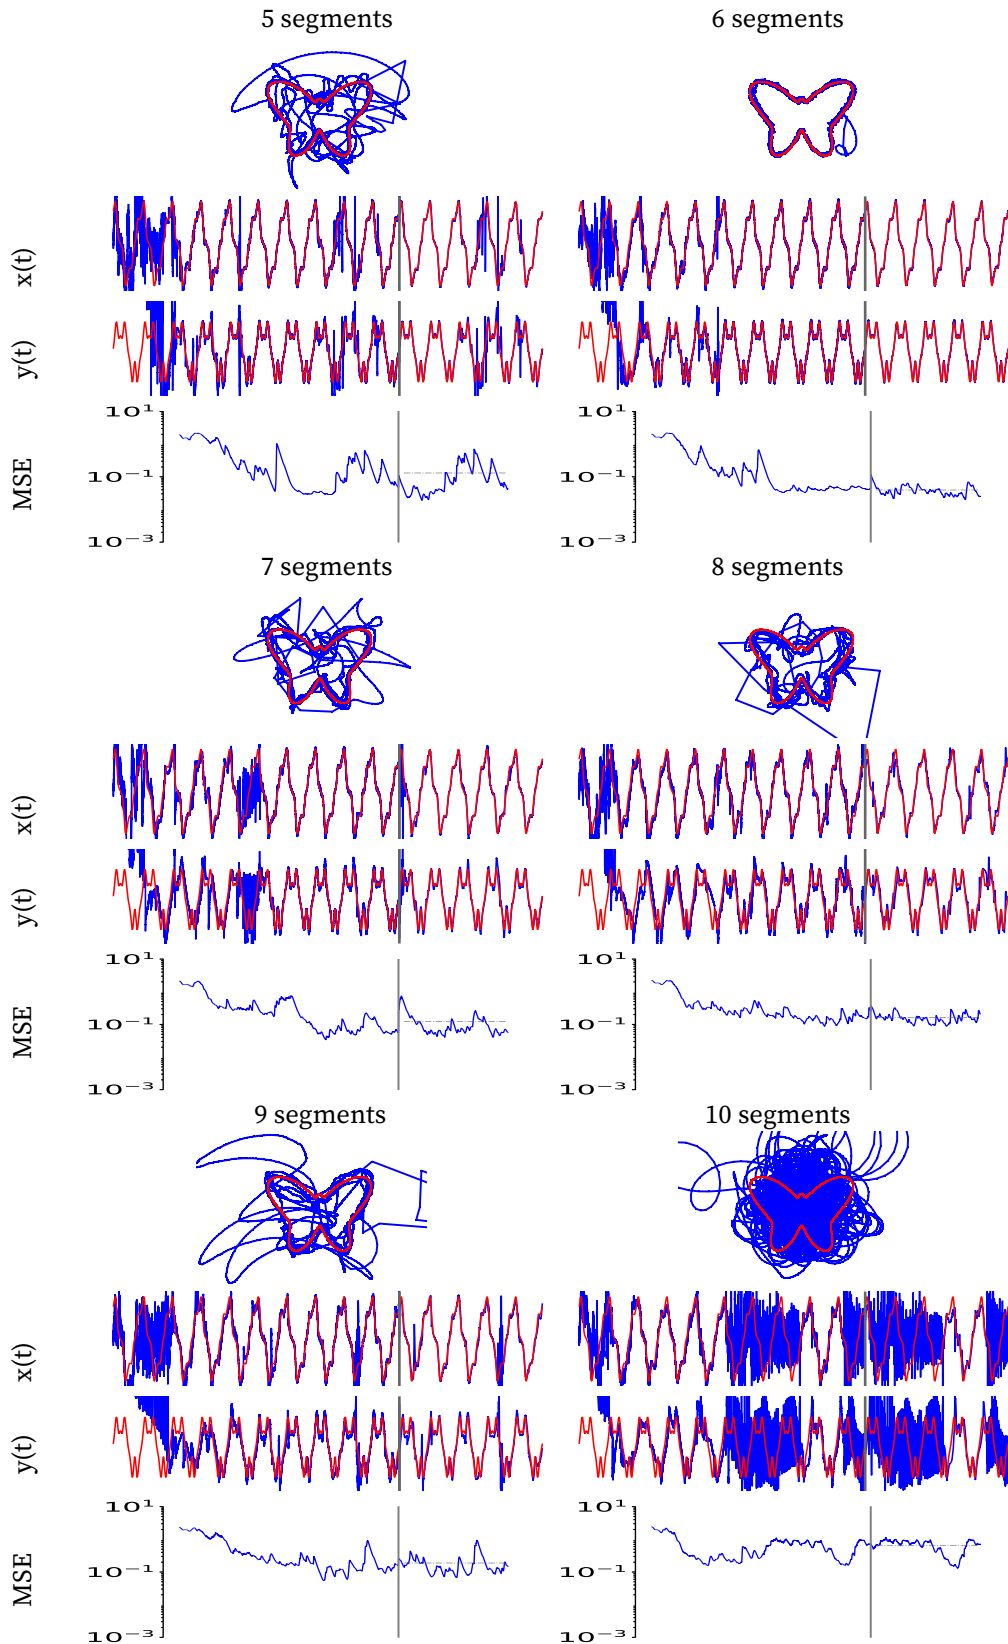 5 segments
6 segments
x(t)
y(t)
MSE
10¹
10⁻¹
10⁻³
10¹
10⁻¹
10⁻³
7 segments
8 segments
x(t)
y(t)
MSE
10¹
10⁻¹
10⁻³
10¹
10⁻¹
10⁻³
9 segments
10 segments
x(t)
y(t)
MSE
10¹
10⁻¹
10⁻³
10¹
10⁻¹
10⁻³